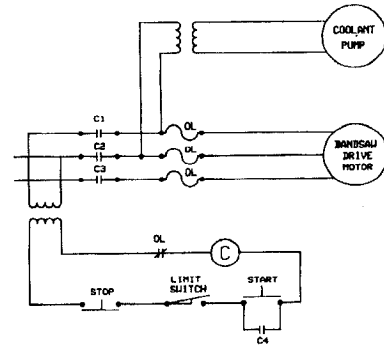 COOLANT
PUMP
C1
OL
C2
OL
C3
OL
BANDSAW
DRIVE
MOTOR
OL
C
STOP
LIMIT
SWITCH
START
C4